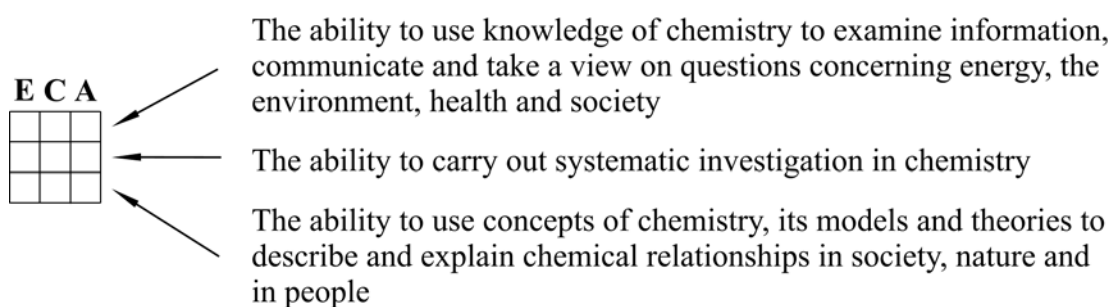 The ability to use knowledge of chemistry to examine information,
communicate and take a view on questions concerning energy, the
environment, health and society
E C A
The ability to carry out systematic investigation in chemistry
The ability to use concepts of chemistry, its models and theories to
describe and explain chemical relationships in society, nature and
in people